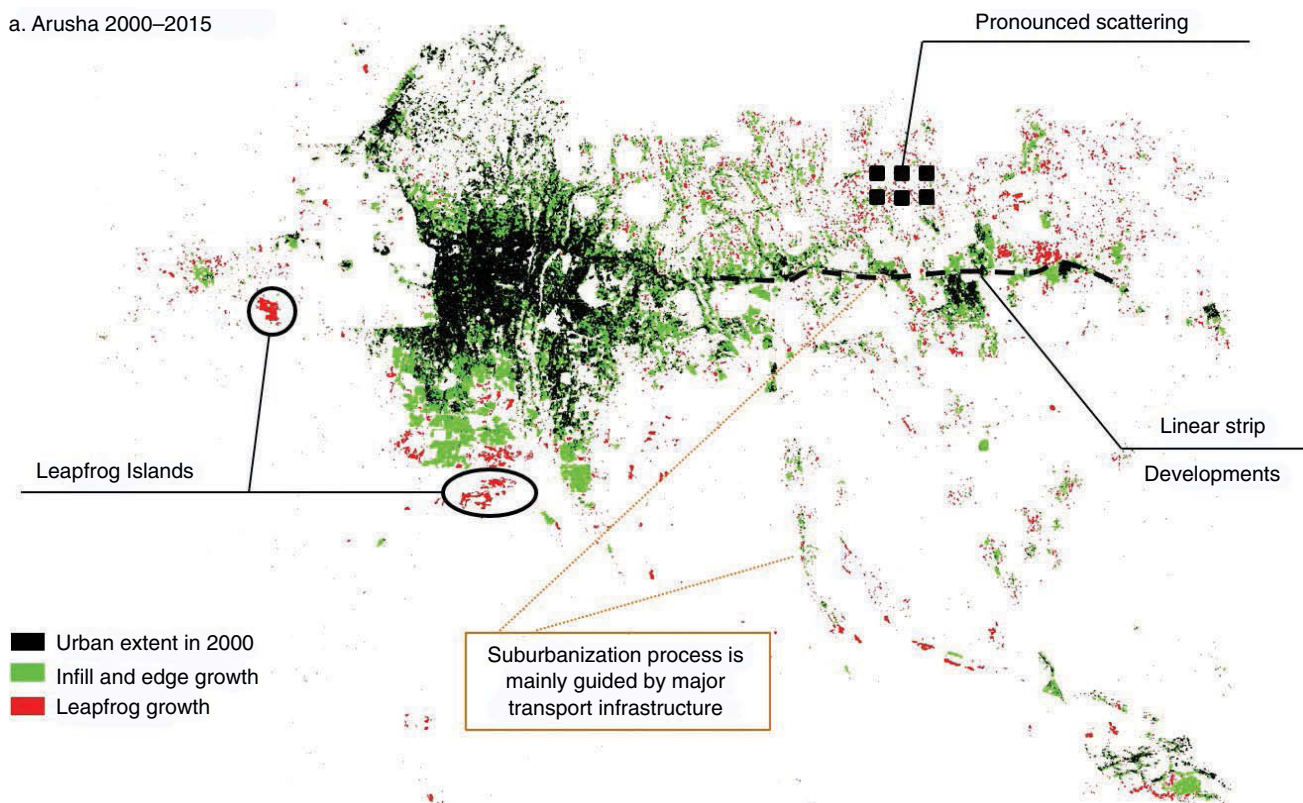 a. Arusha 2000–2015
Pronounced scattering
Linear strip
Developments
Leapfrog Islands
Urban extent in 2000
Infill and edge growth
Leapfrog growth
Suburbanization process is
mainly guided by major
transport infrastructure